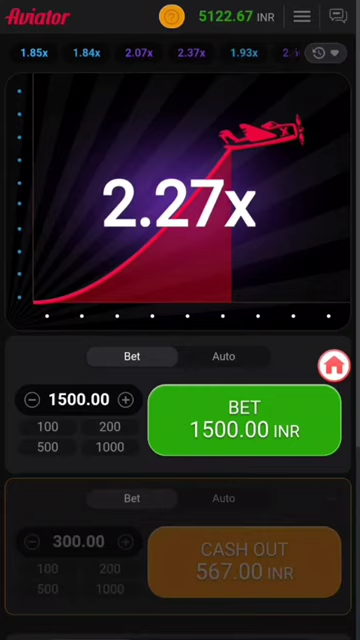 Aviator 5122.67 INR
1.85x 1.84x 2.07x 2.37x 1.93x
2.27x
Bet Auto
1500.00
100 200
500 1000
BET
1500.00 INR
Bet Auto
300.00
100 200
500 1000
CASH OUT
567.00 INR